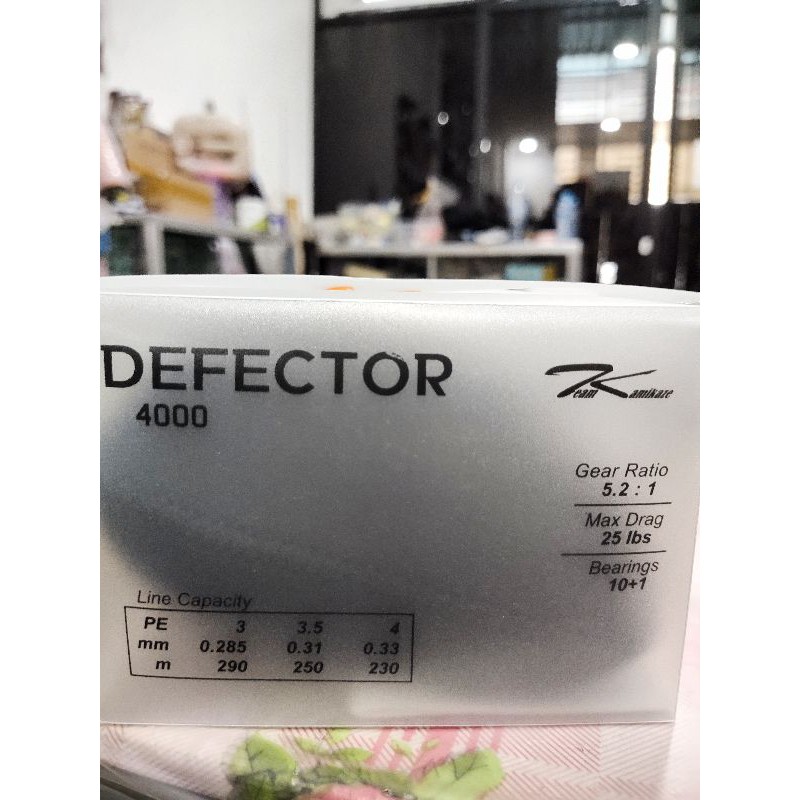 DEFECTOR
4000
Team Kamikaze
Gear Ratio
5.2 : 1
Max Drag
25 lbs
Bearings
10+1
Line Capacity
PE 3 3.5 4
mm 0.285 0.31 0.33
m 290 250 230